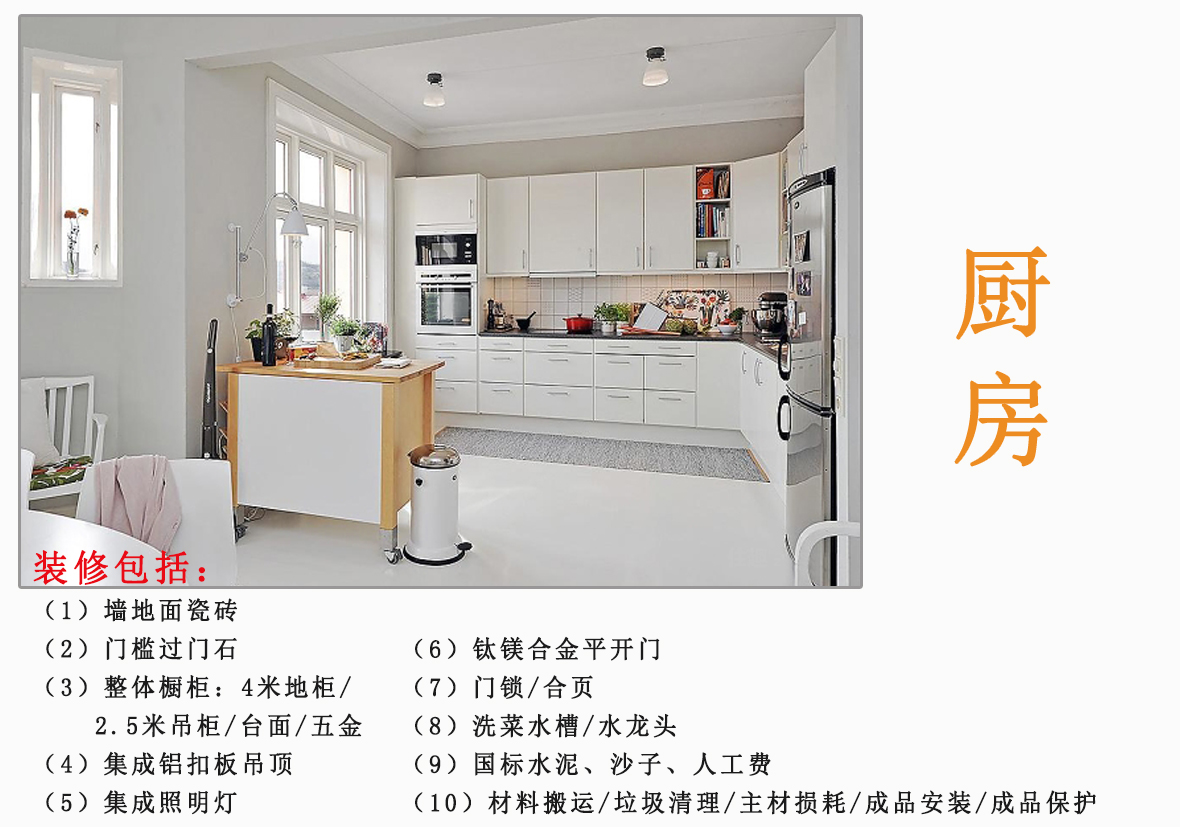 厨房
装修包括：
（1）墙地面瓷砖
（2）门槛过门石
（3）整体橱柜：4米地柜/
2.5米吊柜/台面/五金
（4）集成铝扣板吊顶
（5）集成照明灯
（6）钛镁合金平开门
（7）门锁/合页
（8）洗菜水槽/水龙头
（9）国标水泥、沙子、人工费
（10）材料搬运/垃圾清理/主材损耗/成品安装/成品保护